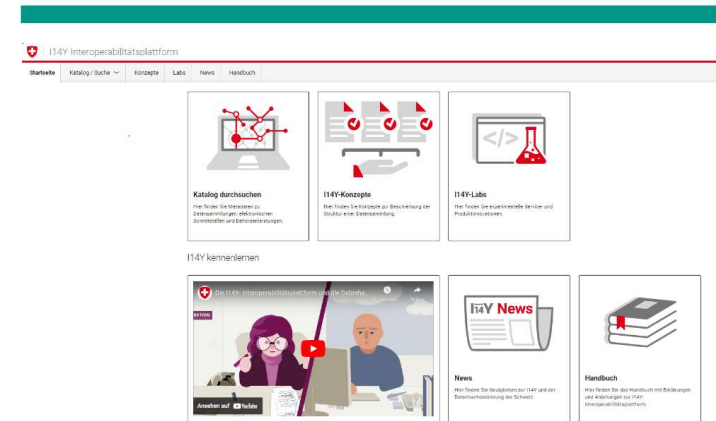 I14Y-Interoperabilitätsplattform
Startseite Katalog / Suche Konzepte Labs News Handbuch
Katalog durchsuchen
Hier finden Sie Metadaten zu
Datensammlungen, elektronischen
Schnittstellen und Behördenleistungen.
I14Y-Konzepte
Hier finden Sie Konzepte zur Beschreibung der
Struktur einer Datensammlung.
</>
I14Y-Labs
Hier finden Sie experimentelle Service- und
Produktinnovationen.
I14Y kennenlernen
Die I14Y-Interoperabilitätsplattform und die Datenha...
EKTION
Ansehen auf YouTube
I14Y News
News
Hier finden Sie Neuigkeiten zur I14Y und der
Datenharmonisierung der Schweiz.
Handbuch
Hier finden Sie das Handbuch mit Erklärungen
und Anleitungen zur I14Y
Interoperabilitätsplattform.